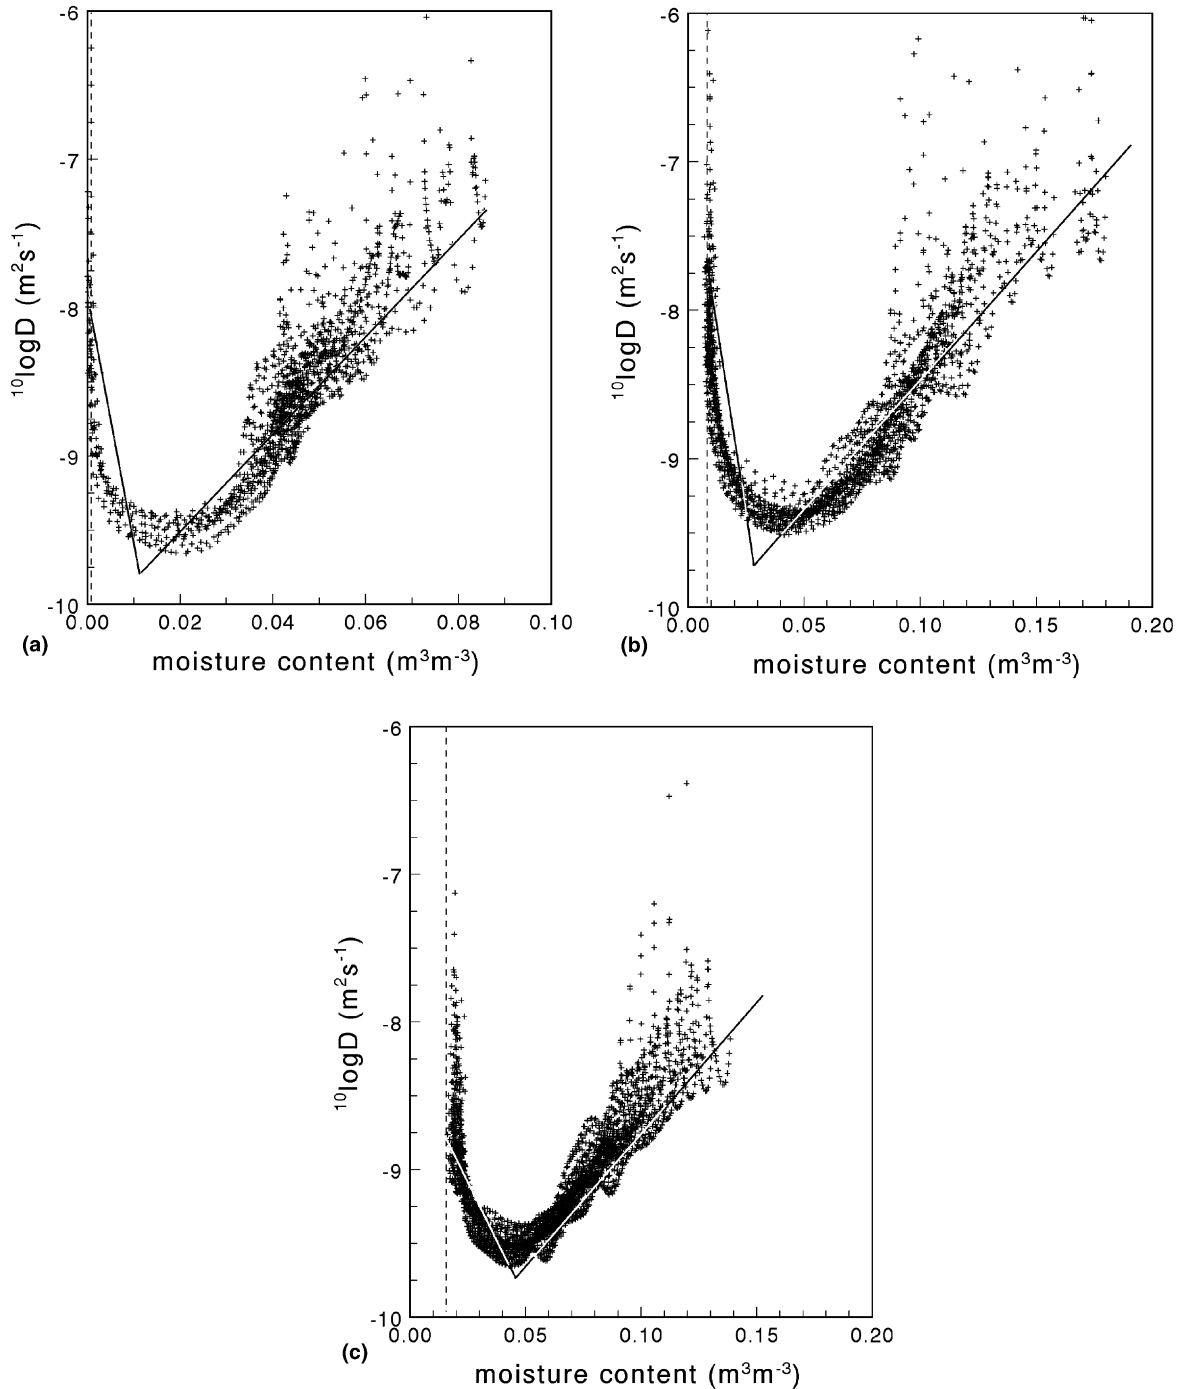 -6
-7
-8
-9
-10
¹⁰logD (m²s⁻¹)
0.00 0.02 0.04 0.06 0.08 0.10
(a)
moisture content (m³m⁻³)
-6
-7
-8
-9
-10
¹⁰logD (m²s⁻¹)
0.00 0.05 0.10 0.15 0.20
(b)
moisture content (m³m⁻³)
-6
-7
-8
-9
-10
¹⁰logD (m²s⁻¹)
0.00 0.05 0.10 0.15 0.20
(c)
moisture content (m³m⁻³)